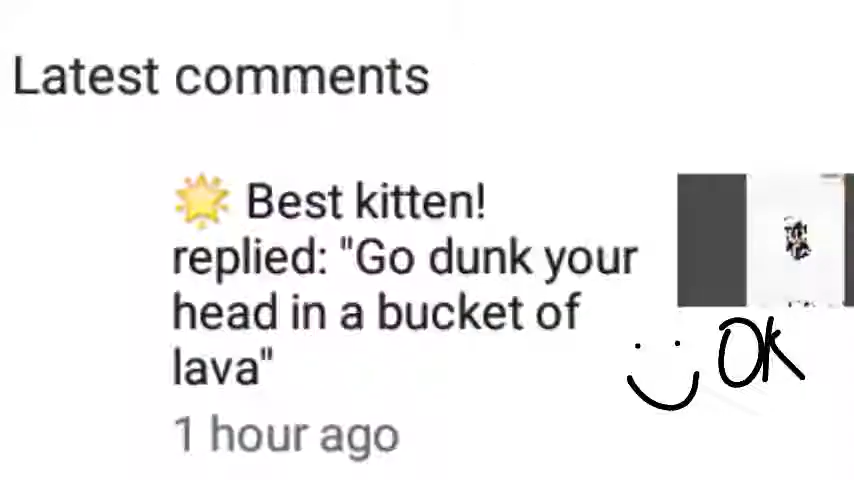 Latest comments
🌟 Best kitten!
replied: "Go dunk your
head in a bucket of
lava"
OK
1 hour ago